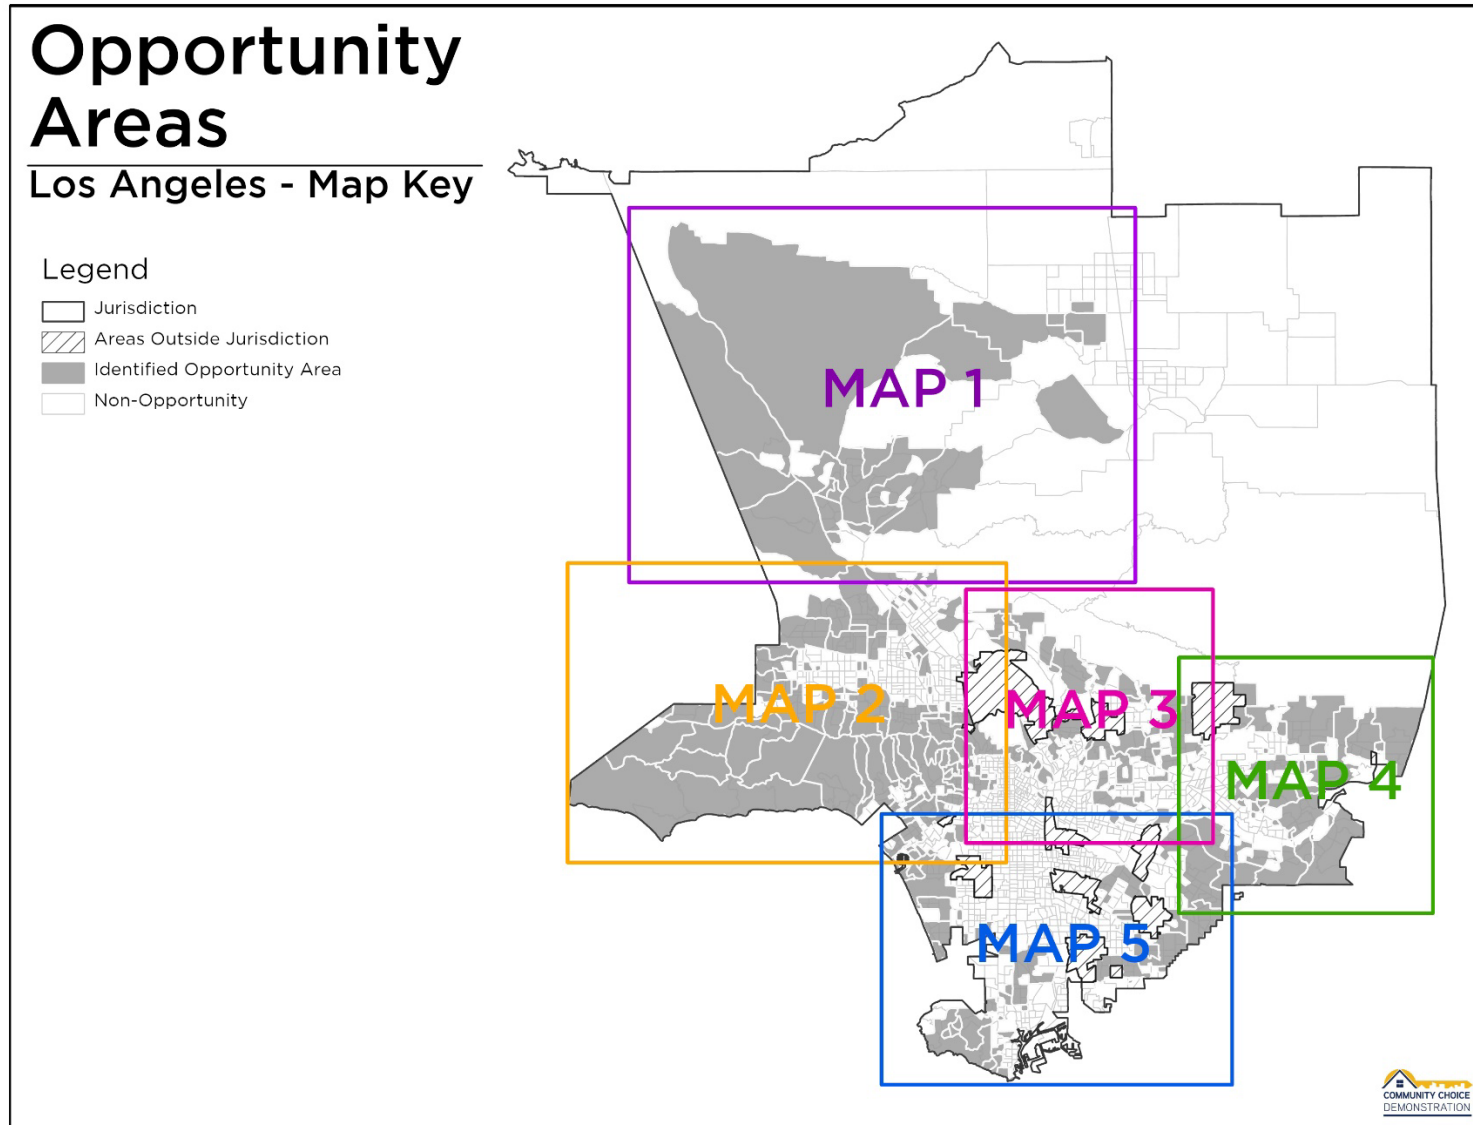 Opportunity
Areas
Los Angeles - Map Key
Legend
Jurisdiction
Areas Outside Jurisdiction
Identified Opportunity Area
Non-Opportunity
MAP 1
MAP 2
MAP 3
MAP 4
MAP 5
COMMUNITY CHOICE
DEMONSTRATION